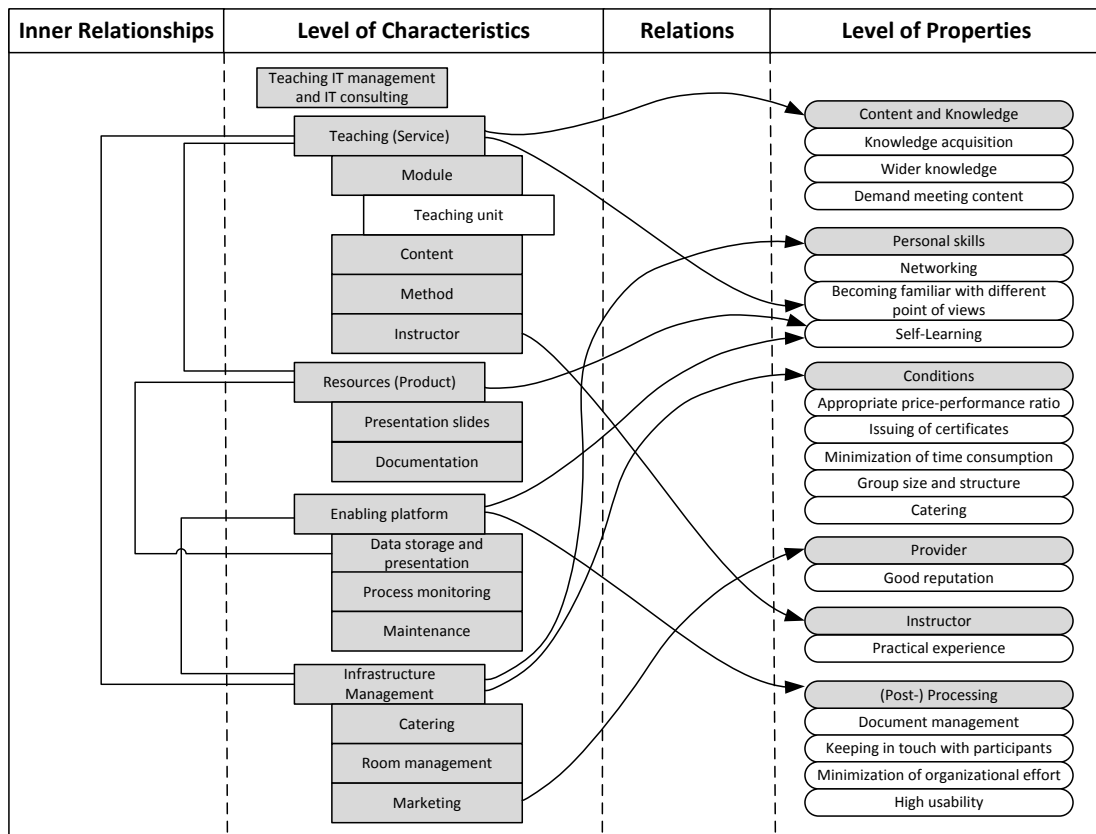 Inner Relationships
Level of Characteristics
Relations
Level of Properties
Teaching IT management
and IT consulting
Teaching (Service)
Module
Teaching unit
Content
Method
Instructor
Resources (Product)
Presentation slides
Documentation
Enabling platform
Data storage and
presentation
Process monitoring
Maintenance
Infrastructure
Management
Catering
Room management
Marketing
Content and Knowledge
Knowledge acquisition
Wider knowledge
Demand meeting content
Personal skills
Networking
Becoming familiar with different
point of views
Self-Learning
Conditions
Appropriate price-performance ratio
Issuing of certificates
Minimization of time consumption
Group size and structure
Catering
Provider
Good reputation
Instructor
Practical experience
(Post-) Processing
Document management
Keeping in touch with participants
Minimization of organizational effort
High usability